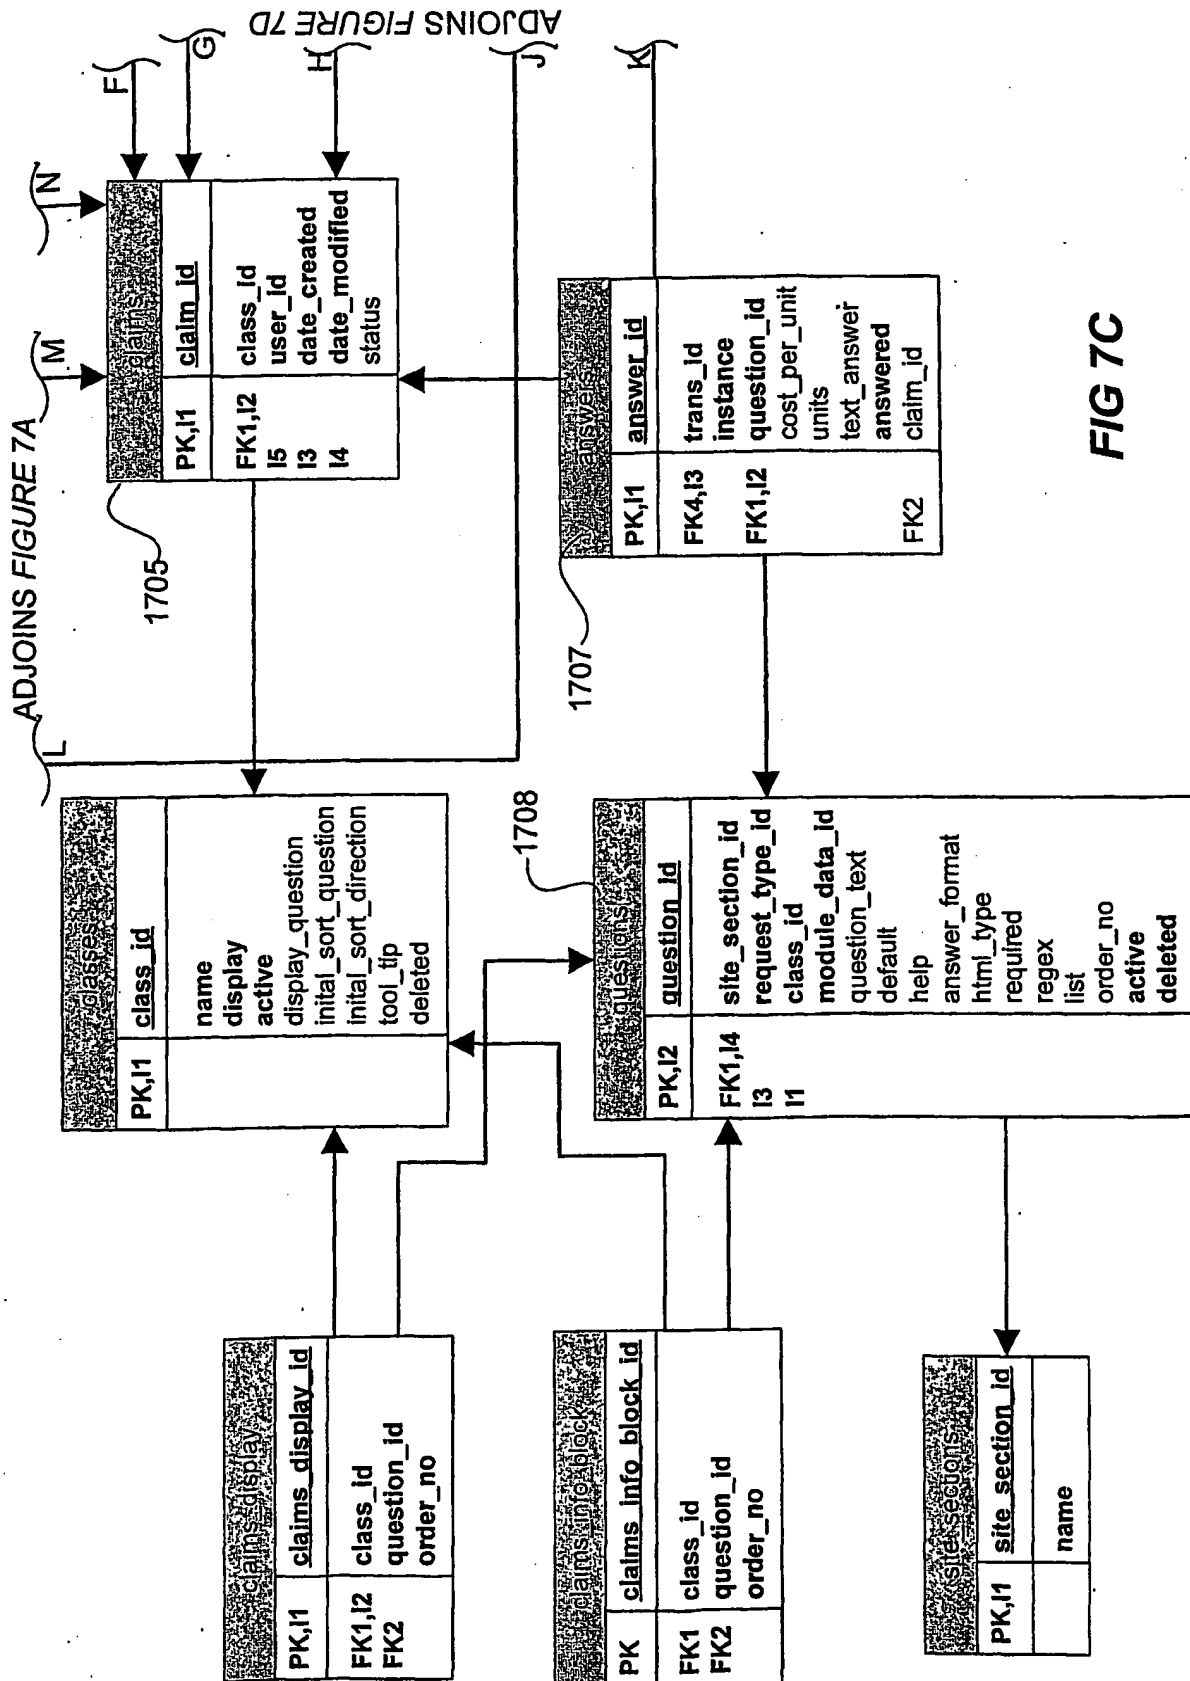 ADJOINS FIGURE 7A
ADJOINS FIGURE 7D
L
M
N
F
G
H
J
K
claims
PK,I1 claim_id
FK1,I2 class_id
I5 user_id
I3 date_created
I4 date_modified
status
1705
classes
PK,I1 class_id
name
display
active
display_question
inital_sort_question
inital_sort_direction
tool_tip
deleted
claims_display
PK,I1 claims_display_id
FK1,I2 class_id
FK2 question_id
order_no
answers
PK,I1 answer_id
FK4,I3 trans_id
instance
FK1,I2 question_id
cost_per_unit
units
text_answer
answered
FK2 claim_id
1707
questions
PK,I2 question_id
FK1,I4 site_section_id
I3 request_type_id
I1 class_id
module_data_id
question_text
default
help
answer_format
html_type
required
regex
list
order_no
active
deleted
1708
claims_info_block
PK claims_info_block_id
FK1 class_id
FK2 question_id
order_no
site_sections
PK,I1 site_section_id
name
FIG 7C